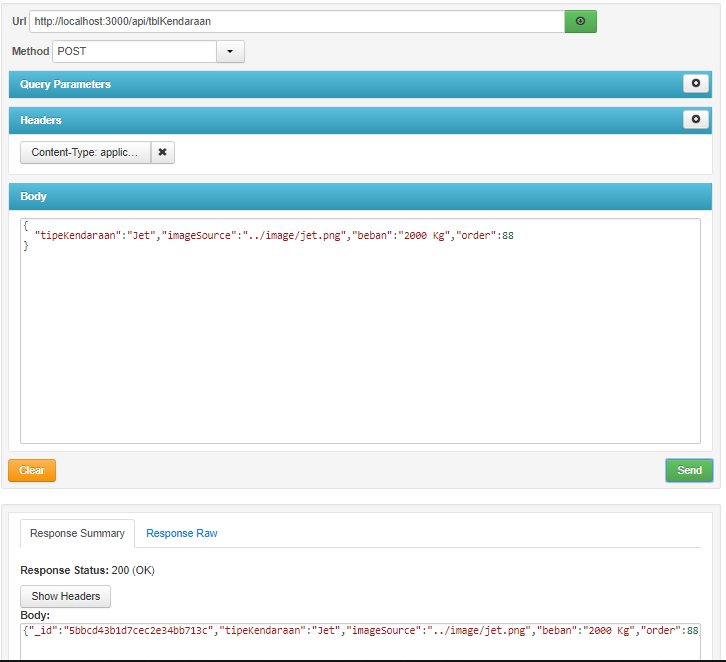 Url http://localhost:3000/api/tblKendaraan
Method POST
Query Parameters
Headers
Content-Type: applic...
Body
{
"tipeKendaraan":"Jet","imageSource":"../image/jet.png","beban":"2000 Kg","order":88
}
Clear
Send
Response Summary
Response Raw
Response Status: 200 (OK)
Show Headers
Body:
{"_id":"5bbcd43b1d7cec2e34bb713c","tipeKendaraan":"Jet","imageSource":"../image/jet.png","beban":"2000 Kg","order":88